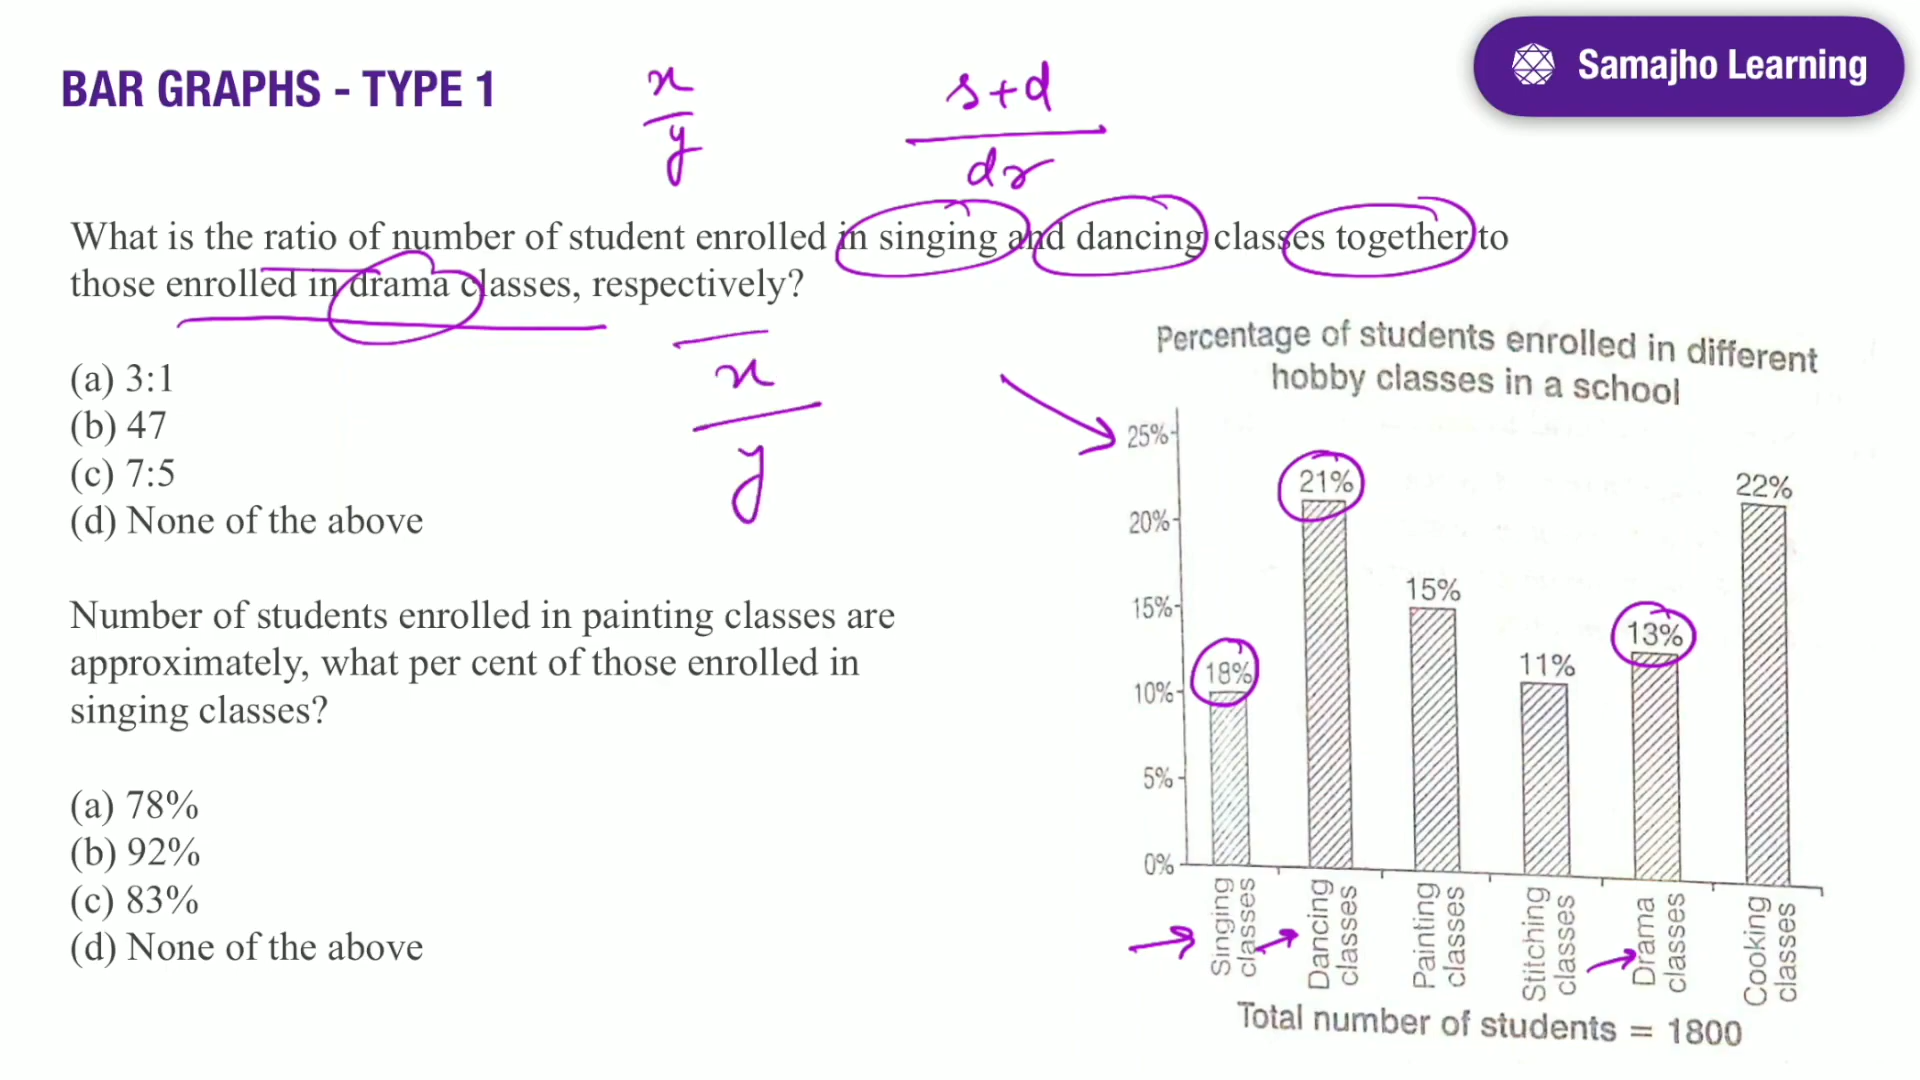 BAR GRAPHS - TYPE 1
x
y
s+d
dr
Samajho Learning
What is the ratio of number of student enrolled in singing and dancing classes together to
those enrolled in drama classes, respectively?
(a) 3:1
(b) 47
(c) 7:5
(d) None of the above
x
y
Number of students enrolled in painting classes are
approximately, what per cent of those enrolled in
singing classes?
(a) 78%
(b) 92%
(c) 83%
(d) None of the above
Percentage of students enrolled in different
hobby classes in a school
25%
20%
15%
10%
5%
0%
18%
21%
15%
11%
13%
22%
Singing
classes
Dancing
classes
Painting
classes
Stitching
classes
Drama
classes
Cooking
classes
Total number of students = 1800